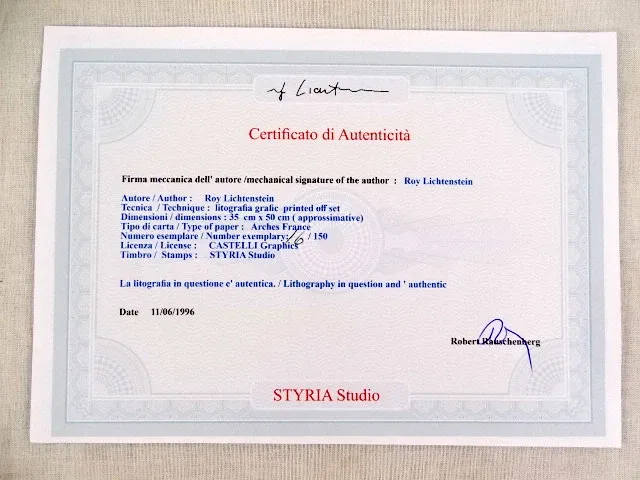 Certificato di Autenticità
Firma meccanica dell' autore /mechanical signature of the author : Roy Lichtenstein
Autore / Author : Roy Lichtenstein
Tecnica / Technique : litografia grafic printed off set
Dimensioni / dimensions : 35 cm x 50 cm ( approssimative)
Tipo di carta / Type of paper : Arches France
Numero esemplare / Number exemplary: 16 / 150
Licenza / License : CASTELLI Graphics
Timbro / Stamps : STYRIA Studio
La litografia in questione e' autentica. / Lithography in question and ' authentic
Date 11/06/1996
Robert Rauschenberg
STYRIA Studio